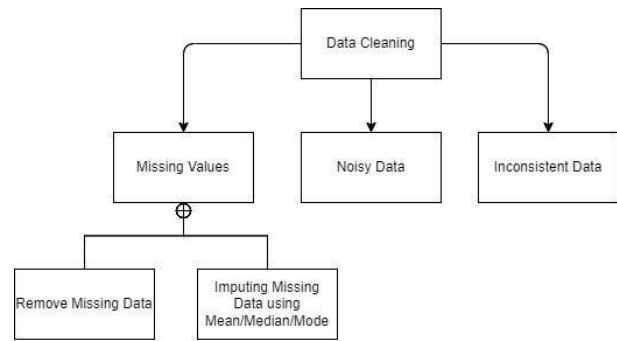 Data Cleaning
Missing Values
Noisy Data
Inconsistent Data
Remove Missing Data
Imputing Missing
Data using
Mean/Median/Mode